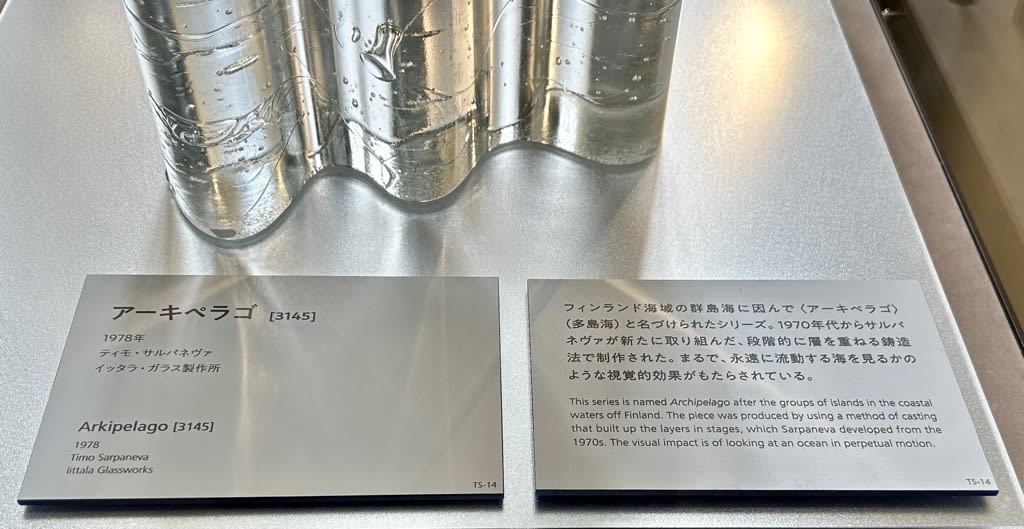 アーキペラゴ [3145]
1978年
ティモ・サルパネヴァ
イッタラ・ガラス製作所
Arkipelago [3145]
1978
Timo Sarpaneva
Iittala Glassworks
TS-14
フィンランド海域の群島海に因んで〈アーキペラゴ〉
（多島海）と名づけられたシリーズ。1970年代からサルパ
ネヴァが新たに取り組んだ、段階的に層を重ねる鋳造
法で制作された。まるで、永遠に流動する海を見るかの
ような視覚的効果がもたらされている。
This series is named Archipelago after the groups of islands in the coastal
waters off Finland. The piece was produced by using a method of casting
that built up the layers in stages, which Sarpaneva developed from the
1970s. The visual impact is of looking at an ocean in perpetual motion.
TS-14